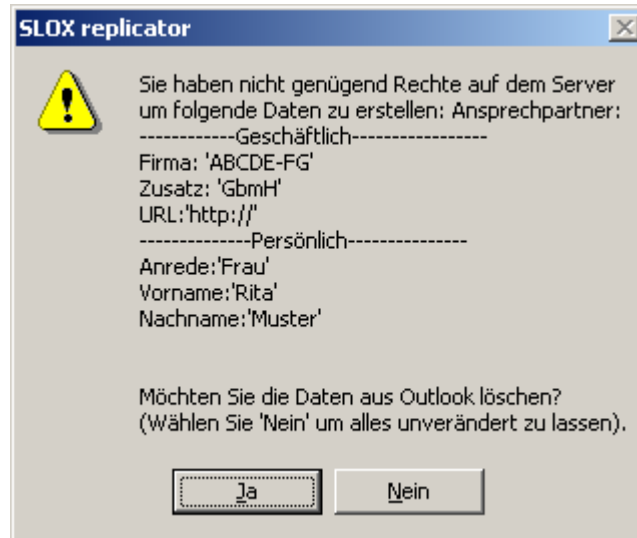 SLOX replicator
Sie haben nicht genügend Rechte auf dem Server
um folgende Daten zu erstellen: Ansprechpartner:
------------Geschäftlich-----------------
Firma: 'ABCDE-FG'
Zusatz: 'GbmH'
URL:'http://'
--------------Persönlich---------------
Anrede:'Frau'
Vorname:'Rita'
Nachname:'Muster'
Möchten Sie die Daten aus Outlook löschen?
(Wählen Sie 'Nein' um alles unverändert zu lassen).
Ja
Nein